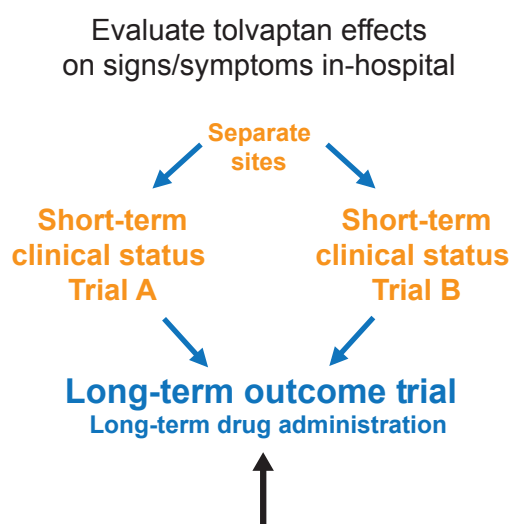 Evaluate tolvaptan effects
on signs/symptoms in-hospital
Separate
sites
Short-term
clinical status
Trial A
Short-term
clinical status
Trial B
Long-term outcome trial
Long-term drug administration